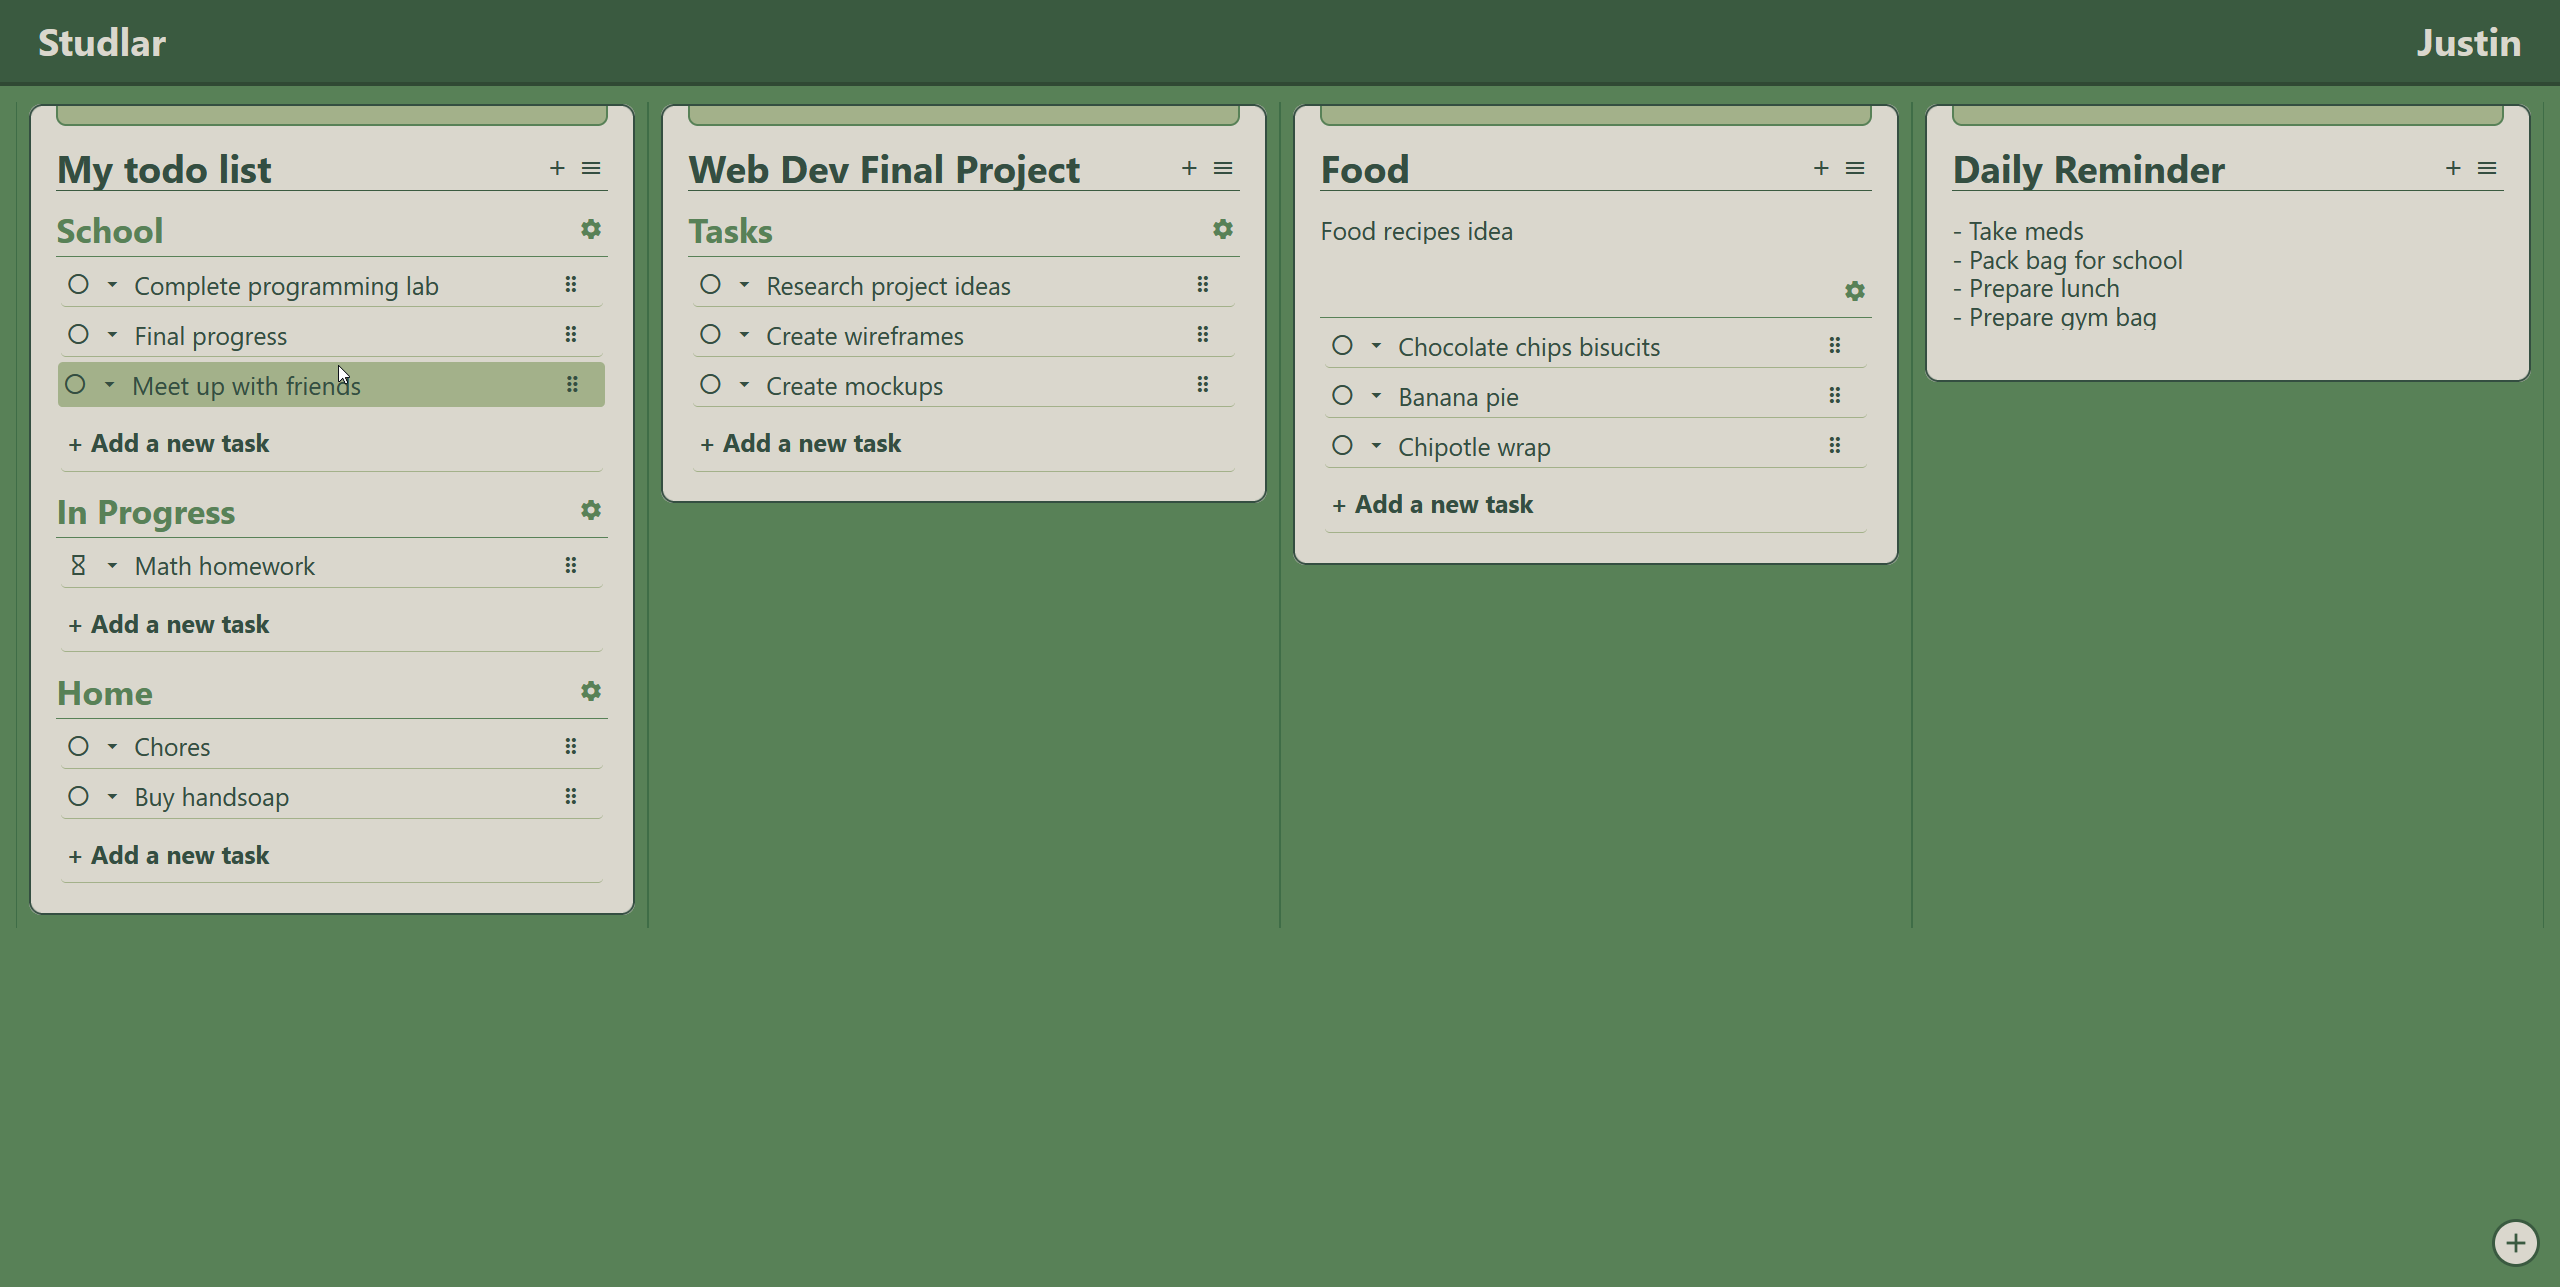 Studlar
Justin
My todo list
School
Complete programming lab
Final progress
Meet up with friends
+ Add a new task
In Progress
Math homework
+ Add a new task
Home
Chores
Buy handsoap
+ Add a new task
Web Dev Final Project
Tasks
Research project ideas
Create wireframes
Create mockups
+ Add a new task
Food
Food recipes idea
Chocolate chips bisucits
Banana pie
Chipotle wrap
+ Add a new task
Daily Reminder
- Take meds
- Pack bag for school
- Prepare lunch
- Prepare gym bag